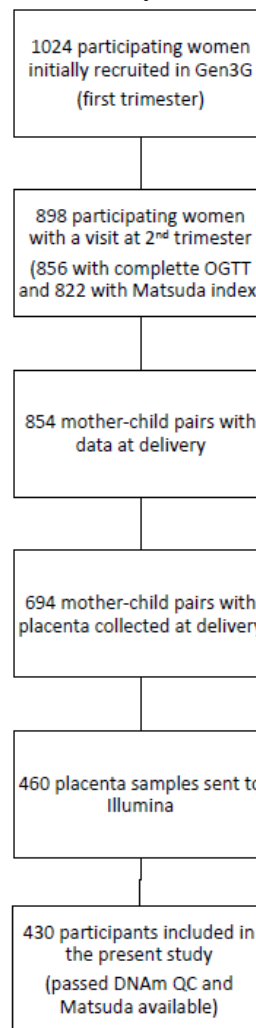 1024 participating women
initially recruited in Gen3G
(first trimester)
898 participating women
with a visit at 2nd trimester
(856 with complette OGTT
and 822 with Matsuda index
854 mother-child pairs with
data at delivery
694 mother-child pairs with
placenta collected at delivery
460 placenta samples sent to
Illumina
430 participants included in
the present study
(passed DNAm QC and
Matsuda available)